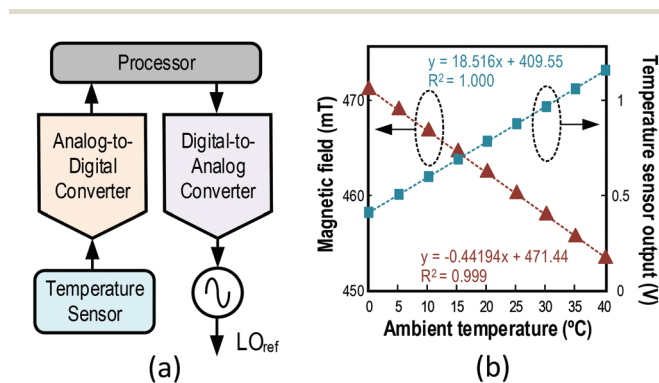 Processor
Analog-to-
Digital
Converter
Digital-to-
Analog
Converter
Temperature
Sensor
LOref
(a)
Magnetic field (mT)
470
460
450
y = 18.516x + 409.55
R² = 1.000
y = -0.44194x + 471.44
R² = 0.999
0 5 10 15 20 25 30 35 40
Ambient temperature (ºC)
1
0.5
0
Temperature sensor output (V)
(b)